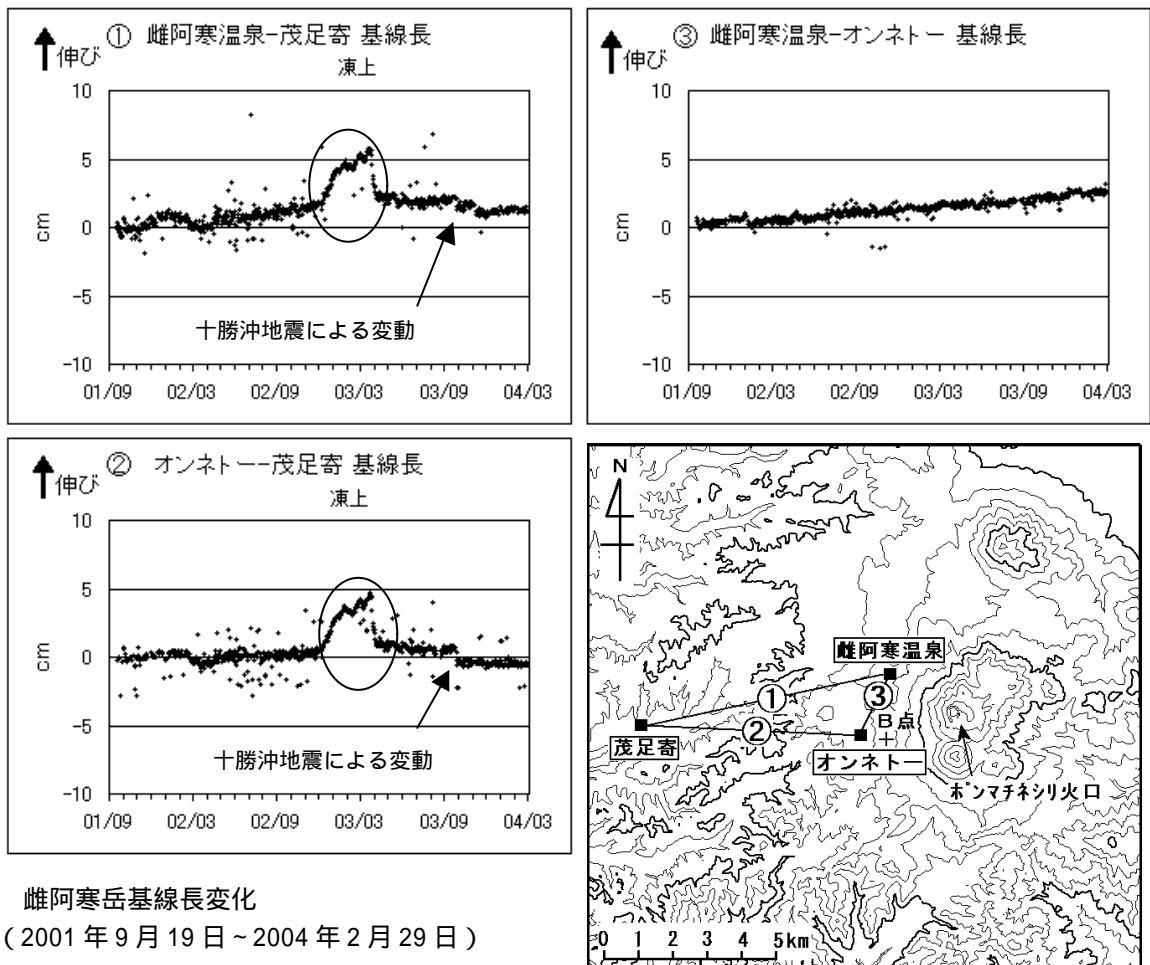 ① 雌阿寒温泉-茂足寄 基線長
伸び
凍上
10
5
0
-5
-10
cm
十勝沖地震による変動
01/09 02/03 02/09 03/03 03/09 04/03
③ 雌阿寒温泉-オンネトー 基線長
伸び
10
5
0
-5
-10
cm
01/09 02/03 02/09 03/03 03/09 04/03
② オンネトー-茂足寄 基線長
伸び
凍上
10
5
0
-5
-10
cm
十勝沖地震による変動
01/09 02/03 02/09 03/03 03/09 04/03
N
雌阿寒温泉
①
③
②
B点
茂足寄
オンネトー
ポンマチネシリ火口
0 1 2 3 4 5km
雌阿寒岳基線長変化
(2001年9月19日~2004年2月29日)